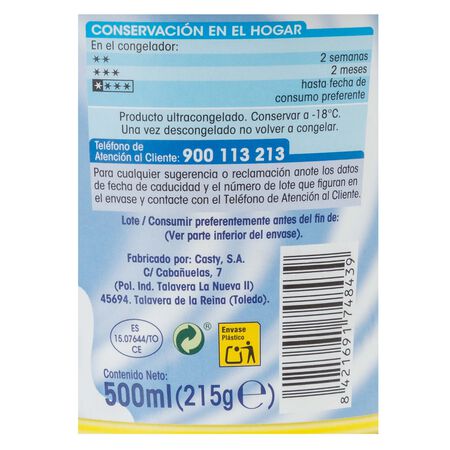 CONSERVACIÓN EN EL HOGAR
En el congelador:
** 2 semanas
*** 2 meses
**** hasta fecha de
consumo preferente
Producto ultracongelado. Conservar a -18°C.
Una vez descongelado no volver a congelar.
Teléfono de
Atención al Cliente: 900 113 213
Para cualquier sugerencia o reclamación anote los datos
de fecha de caducidad y el número de lote que figuran en
el envase y contacte con el Teléfono de Atención al Cliente.
Lote / Consumir preferentemente antes del fin de:
(Ver parte inferior del envase).
Fabricado por: Casty, S.A.
C/ Cabañuelas, 7
(Pol. Ind. Talavera La Nueva II)
45694. Talavera de la Reina (Toledo).
ES
15.07644/TO
CE
®
Envase
Plástico
Contenido Neto:
500ml (215g℮)
8 421691 748439